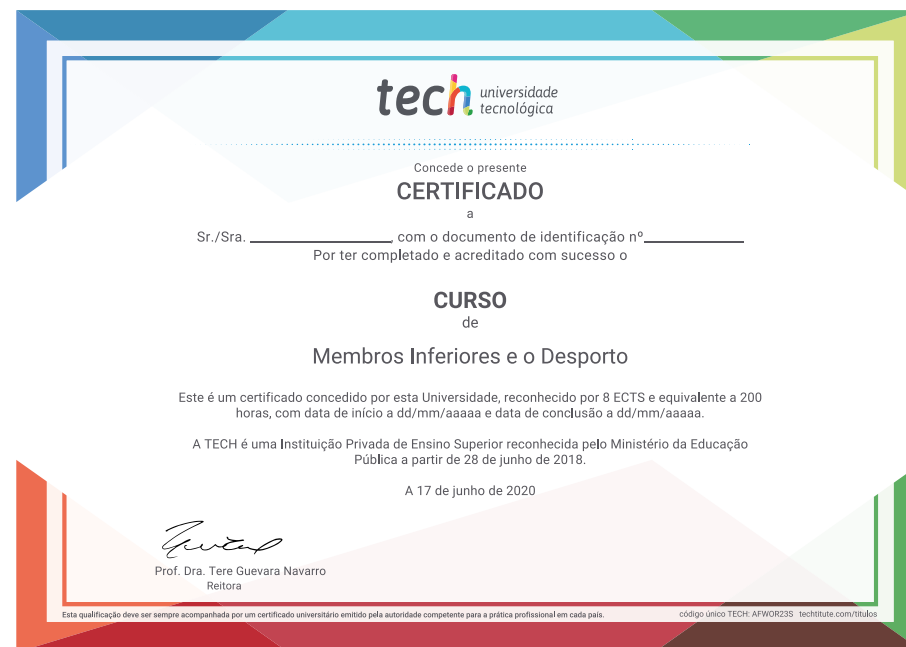 tech universidade
tecnológica
Concede o presente
CERTIFICADO
a
Sr./Sra. , com o documento de identificação nº
Por ter completado e acreditado com sucesso o
CURSO
de
Membros Inferiores e o Desporto
Este é um certificado concedido por esta Universidade, reconhecido por 8 ECTS e equivalente a 200
horas, com data de início a dd/mm/aaaaa e data de conclusão a dd/mm/aaaaa.
A TECH é uma Instituição Privada de Ensino Superior reconhecida pelo Ministério da Educação
Pública a partir de 28 de junho de 2018.
A 17 de junho de 2020
Prof. Dra. Tere Guevara Navarro
Reitora
Esta qualificação deve ser sempre acompanhada por um certificado universitário emitido pela autoridade competente para a prática profissional em cada país.
código único TECH: AFWOR23S techtitute.com/titulos